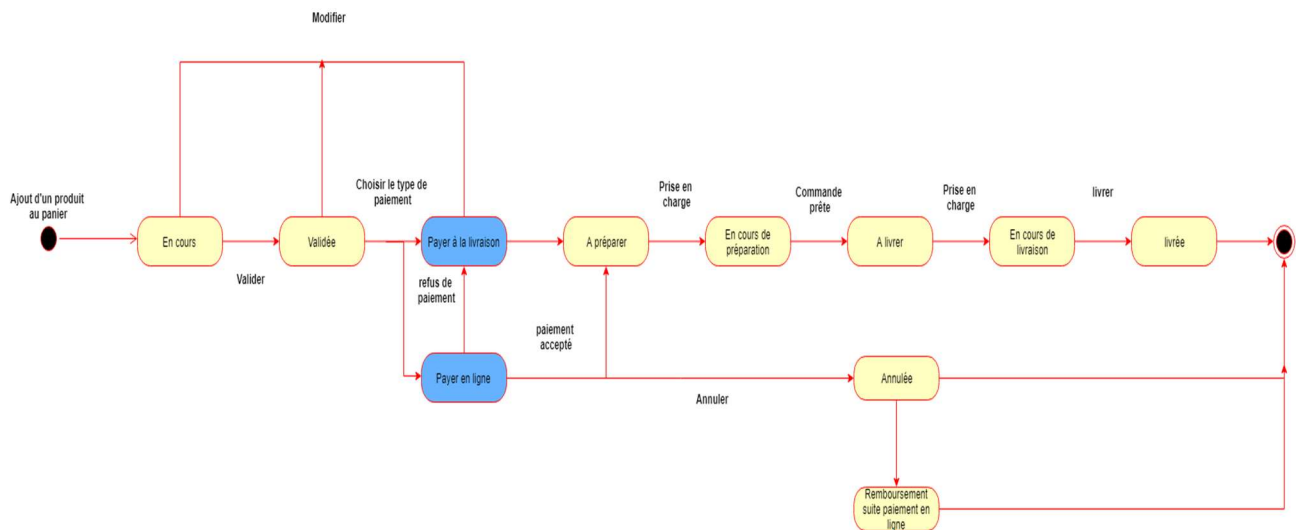 Modifier
Ajout d'un produit
au panier
En cours
Valider
Validée
Choisir le type de
paiement
Payer à la livraison
refus de
paiement
Payer en ligne
paiement
accepté
A préparer
Prise en
charge
En cours de
préparation
Commande
prête
A livrer
Prise en
charge
En cours de
livraison
livrer
livrée
Annuler
Annulée
Remboursement
suite paiement en
ligne